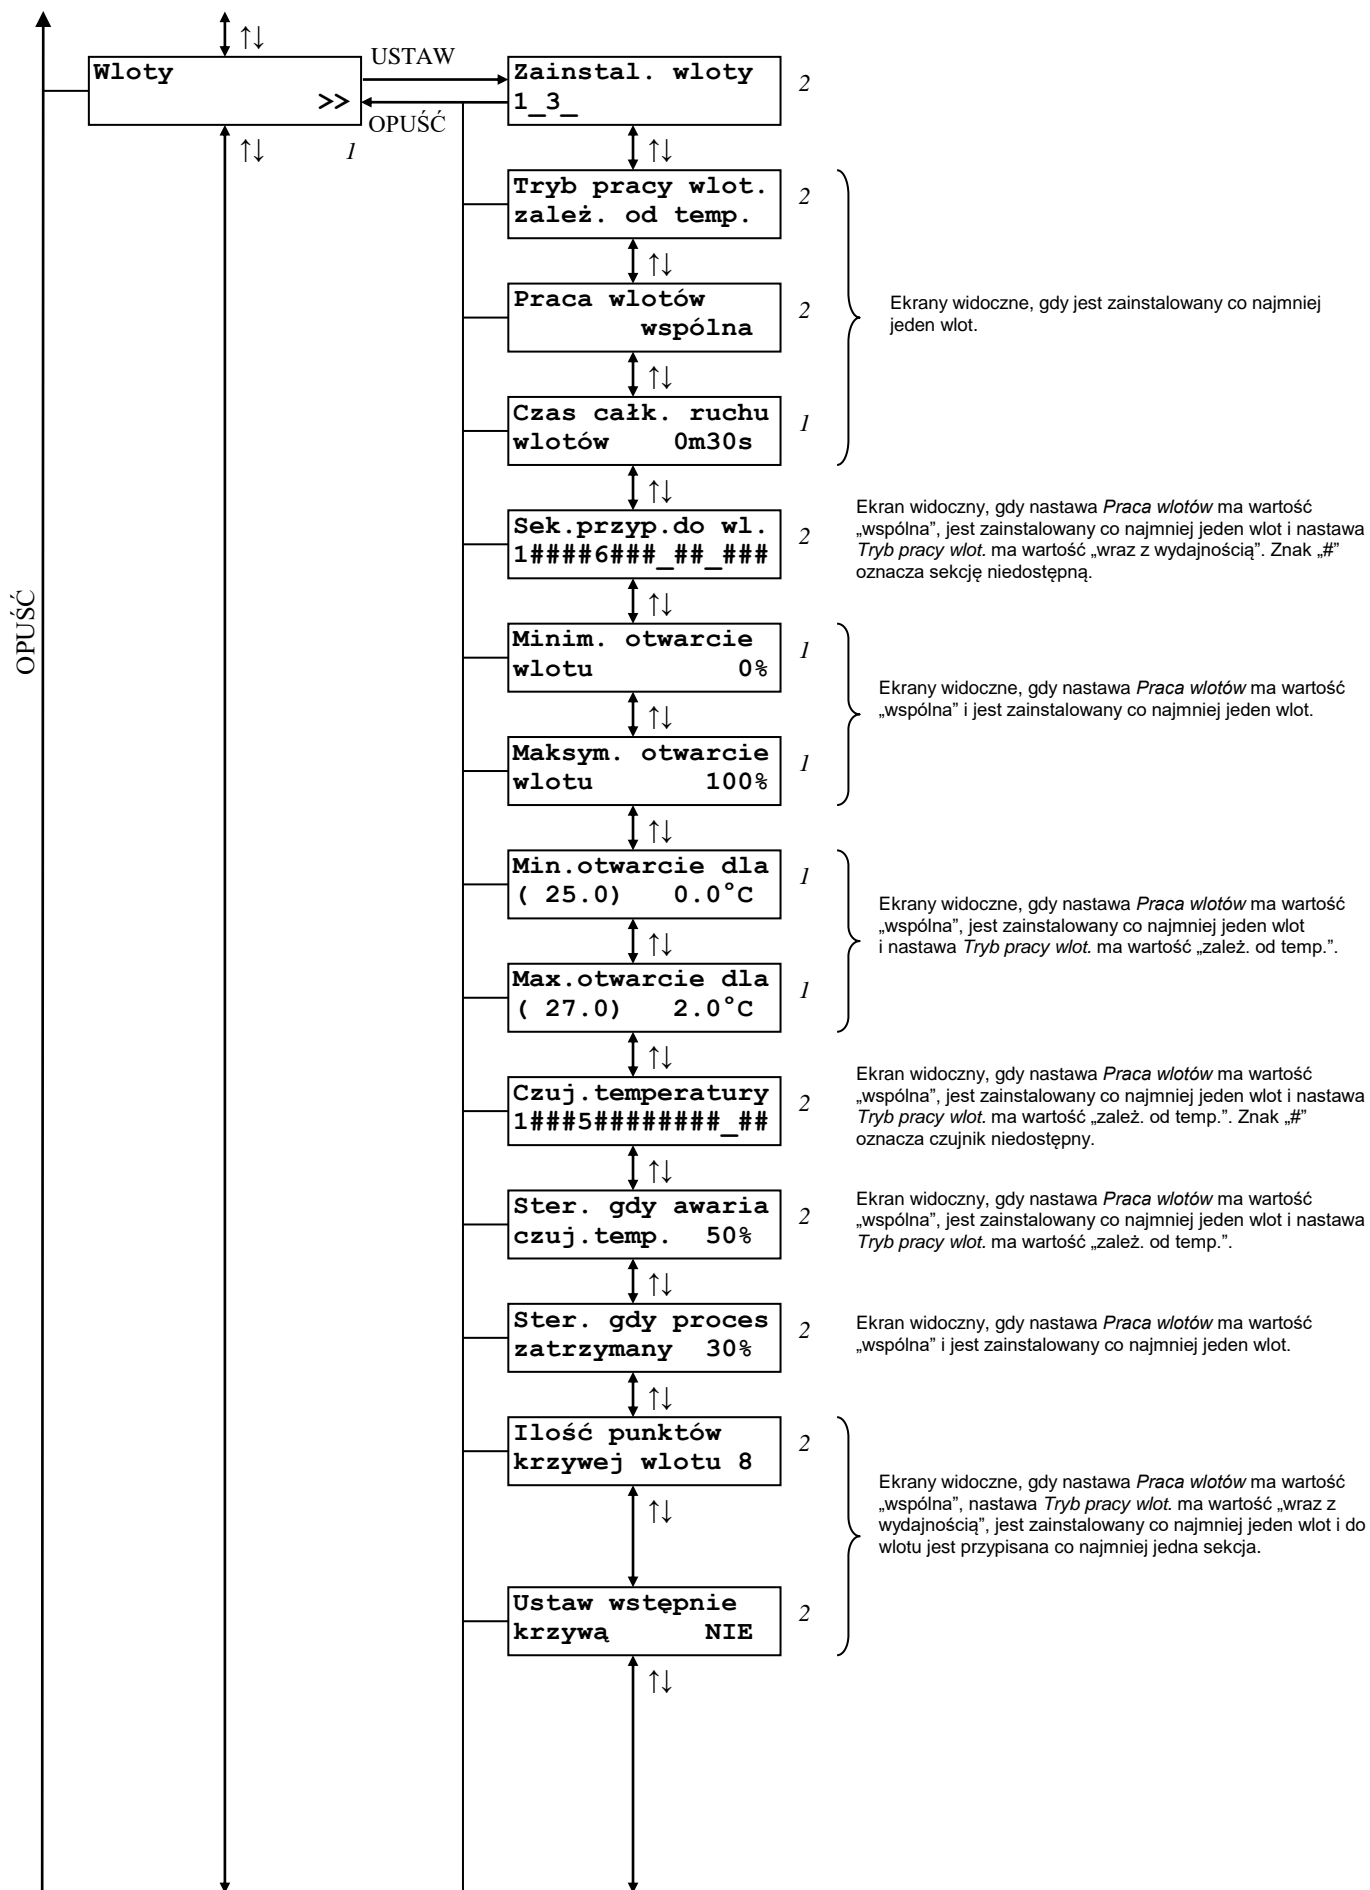 ↑↓
Wloty
>>
USTAW
OPUŚĆ
Zainstal. wloty
1_3_
2
↑↓
1
↑↓
Tryb pracy wlot.
zależ. od temp.
2
↑↓
Praca wlotów
wspólna
2
Ekrany widoczne, gdy jest zainstalowany co najmniej
jeden wlot.
↑↓
Czas całk. ruchu
wlotów 0m30s
1
↑↓
Sek.przyp.do wl.
1####6###_##_###
2
Ekran widoczny, gdy nastawa Praca wlotów ma wartość
„wspólna”, jest zainstalowany co najmniej jeden wlot i nastawa
Tryb pracy wlot. ma wartość „wraz z wydajnością”. Znak „#”
oznacza sekcję niedostępną.
↑↓
OPUŚĆ
Minim. otwarcie
wlotu 0%
1
Ekrany widoczne, gdy nastawa Praca wlotów ma wartość
„wspólna” i jest zainstalowany co najmniej jeden wlot.
↑↓
Maksym. otwarcie
wlotu 100%
1
↑↓
Min.otwarcie dla
( 25.0) 0.0°C
1
Ekrany widoczne, gdy nastawa Praca wlotów ma wartość
„wspólna”, jest zainstalowany co najmniej jeden wlot
i nastawa Tryb pracy wlot. ma wartość „zależ. od temp.”.
↑↓
Max.otwarcie dla
( 27.0) 2.0°C
1
↑↓
Czuj.temperatury
1###5########_##
2
Ekran widoczny, gdy nastawa Praca wlotów ma wartość
„wspólna”, jest zainstalowany co najmniej jeden wlot i nastawa
Tryb pracy wlot. ma wartość „zależ. od temp.”. Znak „#”
oznacza czujnik niedostępny.
↑↓
Ster. gdy awaria
czuj.temp. 50%
2
Ekran widoczny, gdy nastawa Praca wlotów ma wartość
„wspólna”, jest zainstalowany co najmniej jeden wlot i nastawa
Tryb pracy wlot. ma wartość „zależ. od temp.”.
↑↓
Ster. gdy proces
zatrzymany 30%
2
Ekran widoczny, gdy nastawa Praca wlotów ma wartość
„wspólna” i jest zainstalowany co najmniej jeden wlot.
↑↓
Ilość punktów
krzywej wlotu 8
2
Ekrany widoczne, gdy nastawa Praca wlotów ma wartość
„wspólna”, nastawa Tryb pracy wlot. ma wartość „wraz z
wydajnością”, jest zainstalowany co najmniej jeden wlot i do
wlotu jest przypisana co najmniej jedna sekcja.
↑↓
Ustaw wstępnie
krzywą NIE
2
↑↓